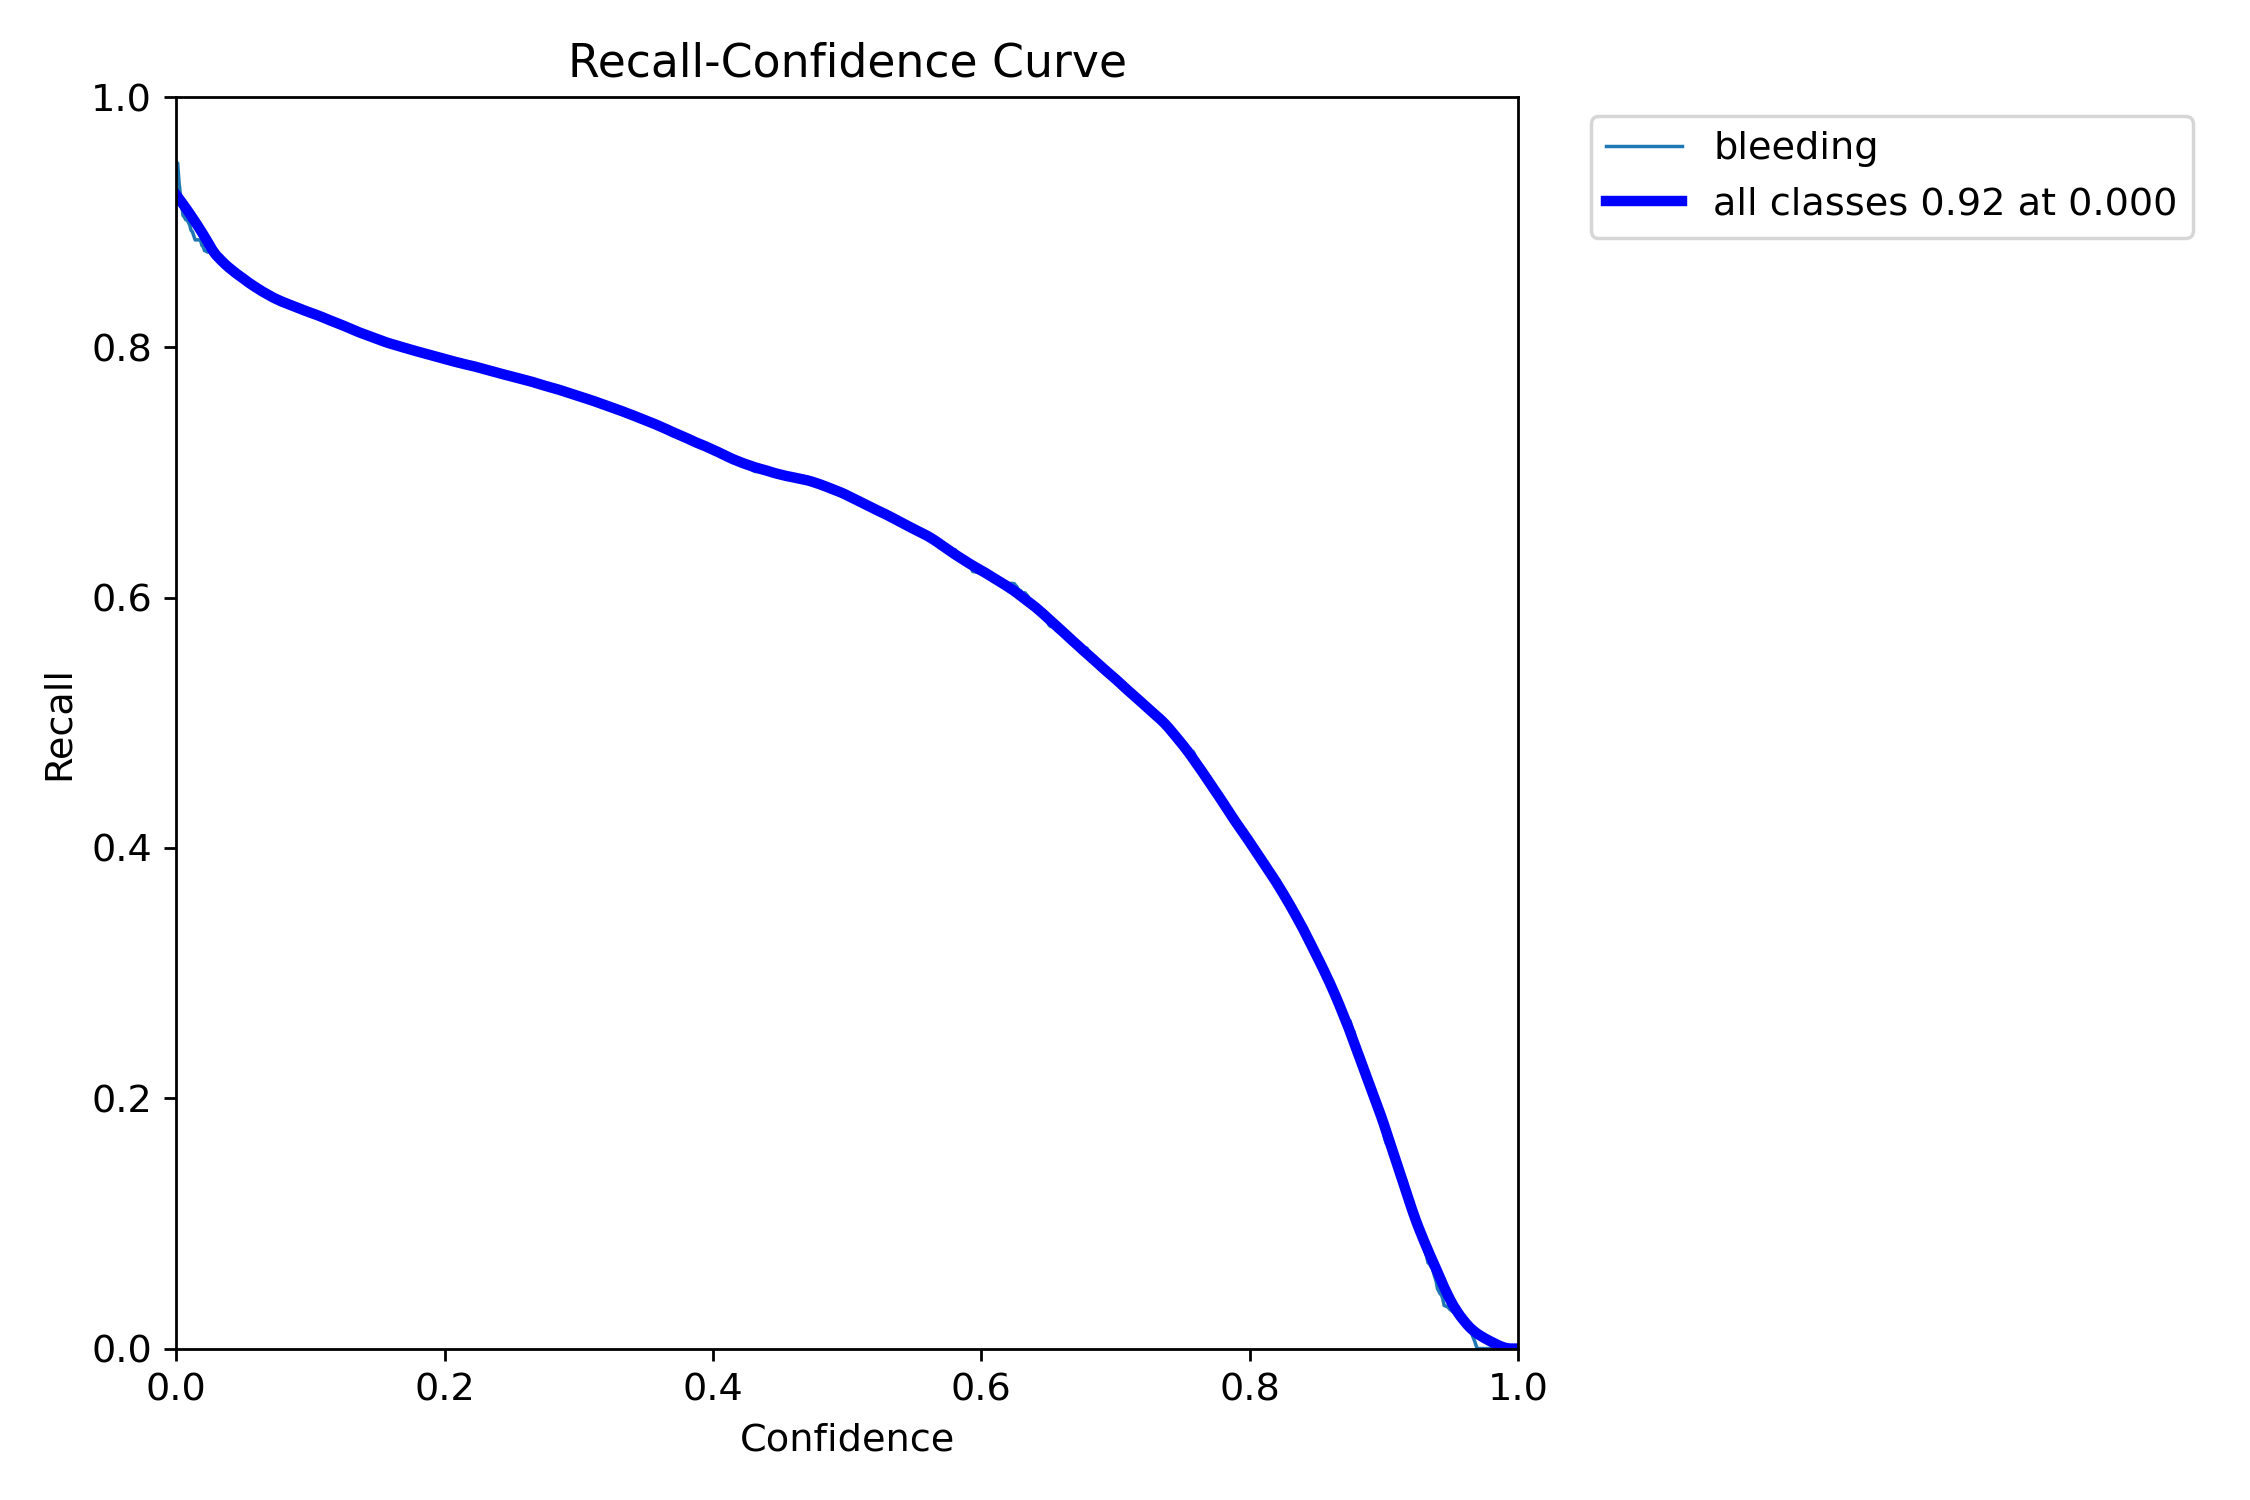 Recall-Confidence Curve
1.0
0.8
0.6
0.4
0.2
0.0
Recall
0.0 0.2 0.4 0.6 0.8 1.0
Confidence
bleeding
all classes 0.92 at 0.000